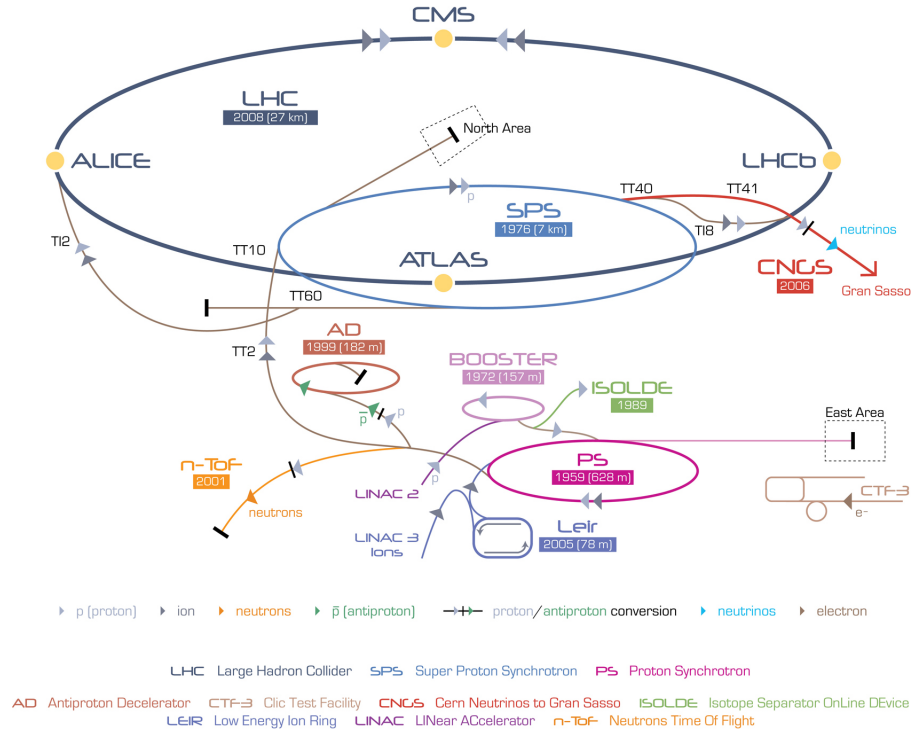 CMS
LHC
2008 (27 km)
North Area
ALICE
LHCb
TT40
TT41
SPS
1976 (7 km)
TI8
neutrinos
TI2
TT10
ATLAS
CNGS
2006
Gran Sasso
TT60
AD
1999 (182 m)
TT2
BOOSTER
1972 (157 m)
ISOLDE
1989
p
p̅
p
East Area
n-ToF
2001
PS
1959 (628 m)
LINAC 2
p
neutrons
CTF-3
e-
LINAC 3
Ions
Leir
2005 (78 m)
p (proton) ion neutrons p̅ (antiproton) proton/antiproton conversion neutrinos electron
LHC Large Hadron Collider SPS Super Proton Synchrotron PS Proton Synchrotron
AD Antiproton Decelerator CTF-3 Clic Test Facility CNGS Cern Neutrinos to Gran Sasso ISOLDE Isotope Separator OnLine DEvice
LEIR Low Energy Ion Ring LINAC LINear ACcelerator n-ToF Neutrons Time Of Flight